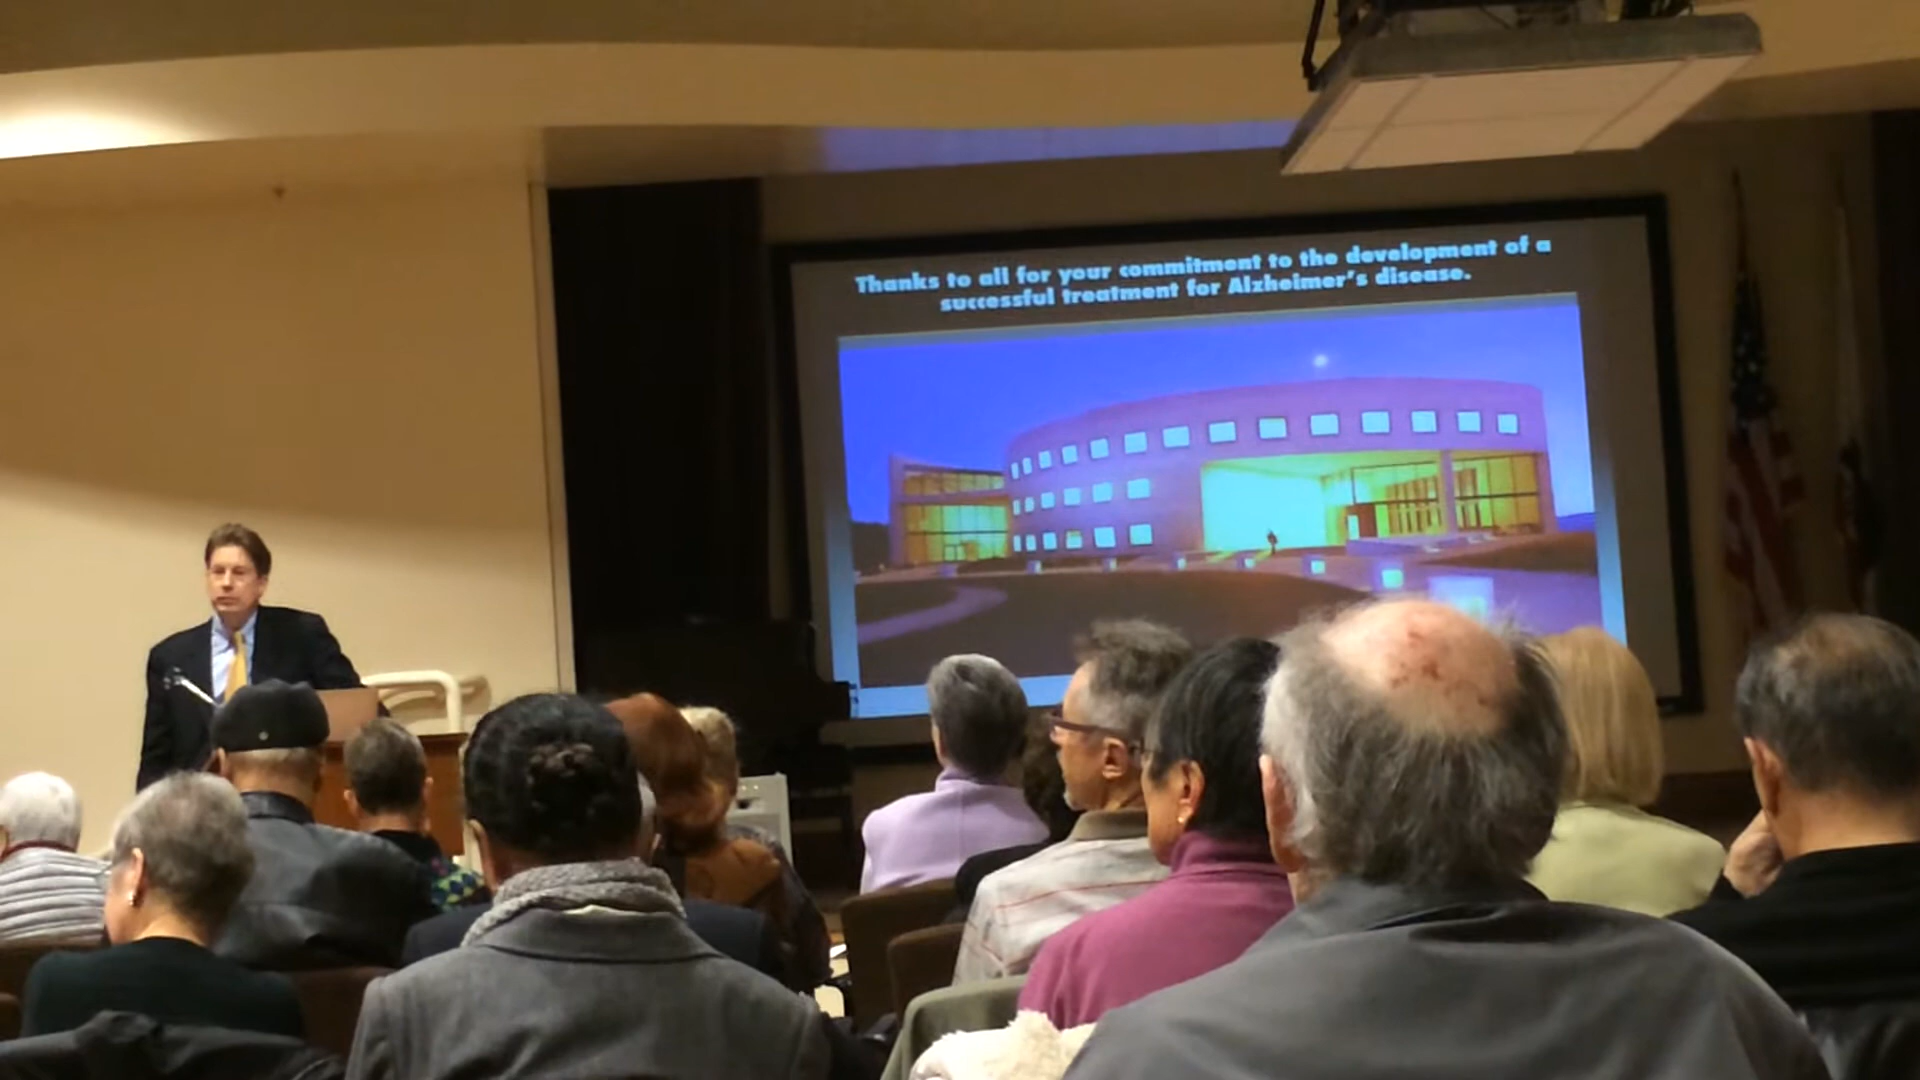 Thanks to all for your commitment to the development of a
successful treatment for Alzheimer's disease.